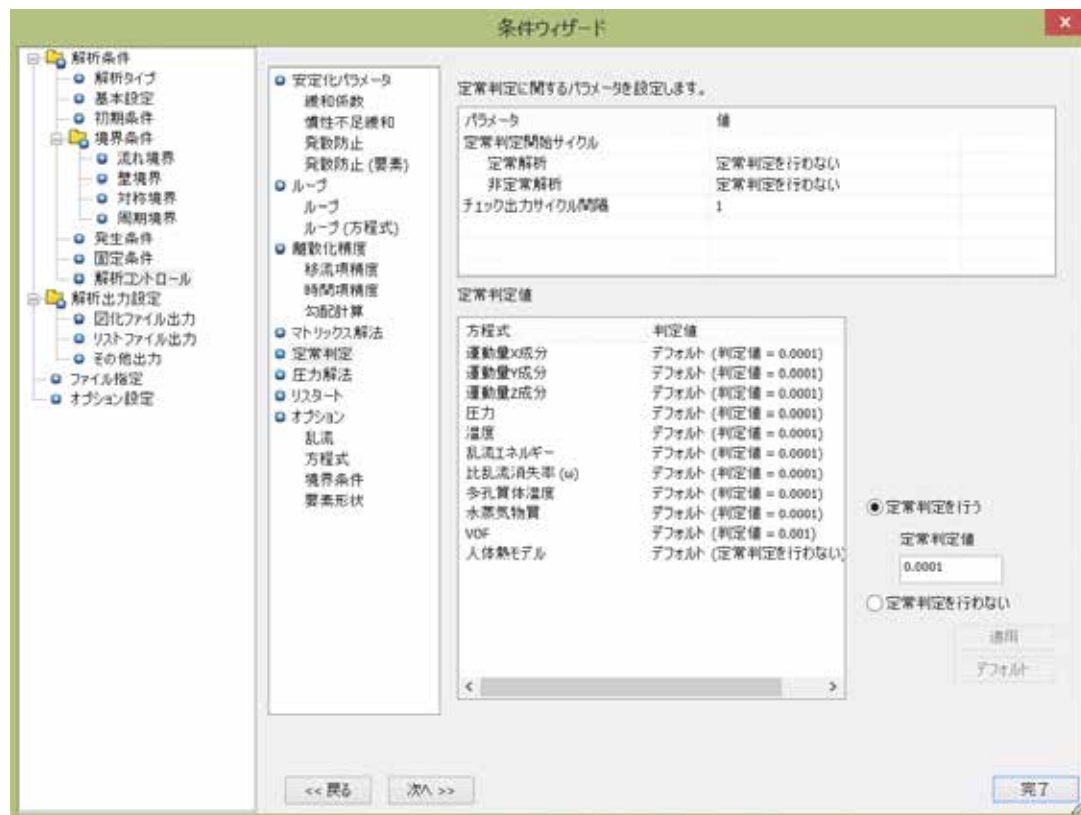 条件ウィザード
解析条件
解析タイプ
基本設定
初期条件
境界条件
流れ境界
壁境界
対称境界
周期境界
発生条件
固定条件
解析コントロール
解析出力設定
図化ファイル出力
リストファイル出力
その他出力
ファイル指定
オプション設定
安定化パラメータ
緩和係数
慣性不足緩和
発散防止
発散防止 (要素)
ループ
ループ
ループ (方程式)
離散化精度
移流項精度
時間項精度
勾配計算
マトリックス解法
定常判定
圧力解法
リスタート
オプション
乱流
方程式
境界条件
要素形状
定常判定に関するパラメータを設定します。
パラメータ 値
定常判定開始サイクル
定常解析 定常判定を行わない
非定常解析 定常判定を行わない
チェック出力サイクル間隔 1
定常判定値
方程式 判定値
運動量X成分 デフォルト (判定値 = 0.0001)
運動量Y成分 デフォルト (判定値 = 0.0001)
運動量Z成分 デフォルト (判定値 = 0.0001)
圧力 デフォルト (判定値 = 0.0001)
温度 デフォルト (判定値 = 0.0001)
乱流エネルギー デフォルト (判定値 = 0.0001)
比乱流消失率 (ω) デフォルト (判定値 = 0.0001)
多孔質体温度 デフォルト (判定値 = 0.0001)
水蒸気物質 デフォルト (判定値 = 0.0001)
VOF デフォルト (判定値 = 0.001)
人体熱モデル デフォルト (定常判定を行わない)
定常判定を行う
定常判定値
0.0001
定常判定を行わない
適用
デフォルト
<< 戻る 次へ >> 完了